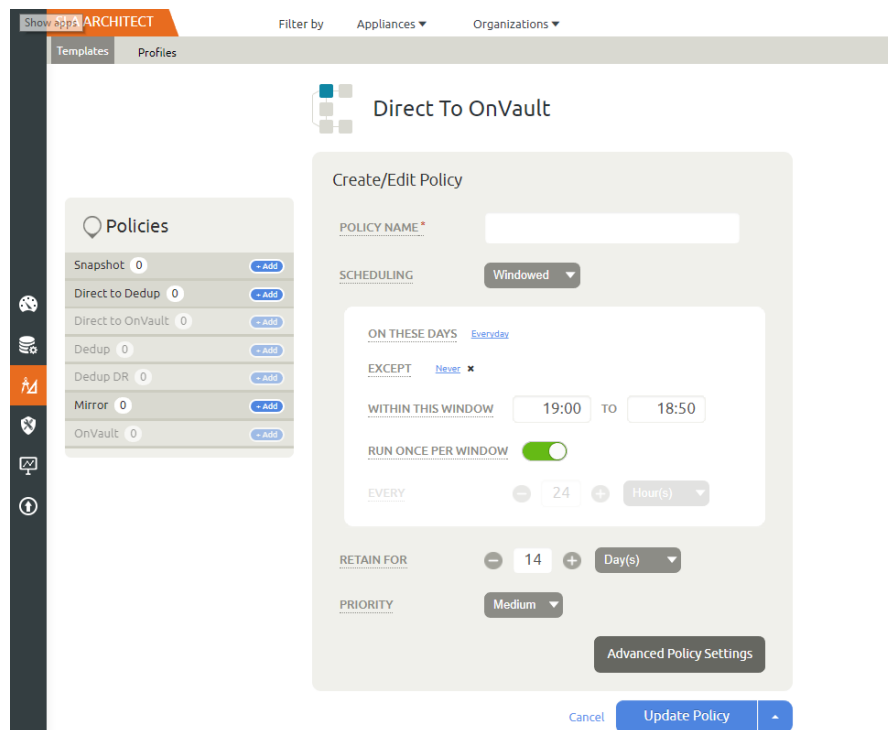 Show apps ARCHITECT Filter by Appliances Organizations
Templates Profiles
Direct To OnVault
Create/Edit Policy
Policies
Snapshot 0 + Add
Direct to Dedup 0 + Add
Direct to OnVault 0 + Add
Dedup 0 + Add
Dedup DR 0 + Add
Mirror 0 + Add
OnVault 0 + Add
POLICY NAME*
SCHEDULING Windowed
ON THESE DAYS Everyday
EXCEPT Never ×
WITHIN THIS WINDOW 19:00 TO 18:50
RUN ONCE PER WINDOW
EVERY 24 Hour(s)
RETAIN FOR 14 Day(s)
PRIORITY Medium
Advanced Policy Settings
Cancel Update Policy